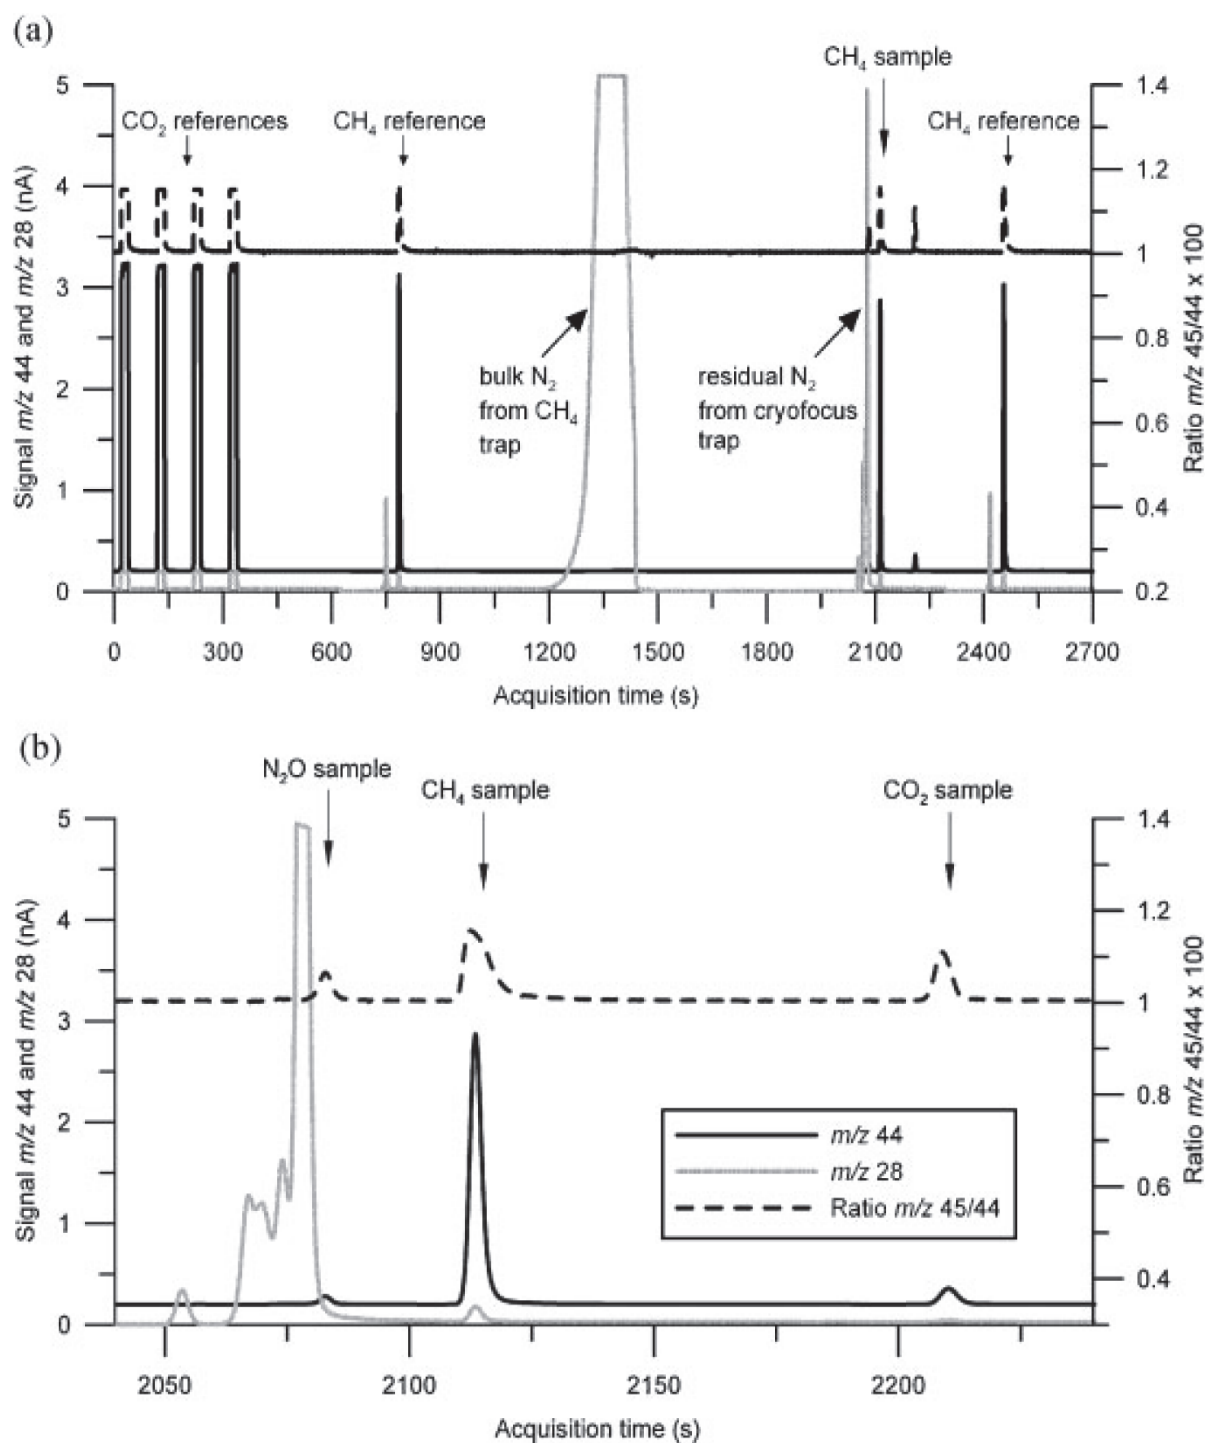 (a)
CH₄ sample
CO₂ references
CH₄ reference
CH₄ reference
5
4
3
2
1
0
1.4
1.2
1
0.8
0.6
0.4
0.2
Signal m/z 44 and m/z 28 (nA)
Ratio m/z 45/44 x 100
bulk N₂
from CH₄
trap
residual N₂
from cryofocus
trap
0 300 600 900 1200 1500 1800 2100 2400 2700
Acquisition time (s)
(b)
N₂O sample
CH₄ sample
CO₂ sample
5
4
3
2
1
0
1.4
1.2
1
0.8
0.6
0.4
Signal m/z 44 and m/z 28 (nA)
Ratio m/z 45/44 x 100
m/z 44
m/z 28
Ratio m/z 45/44
2050 2100 2150 2200
Acquisition time (s)